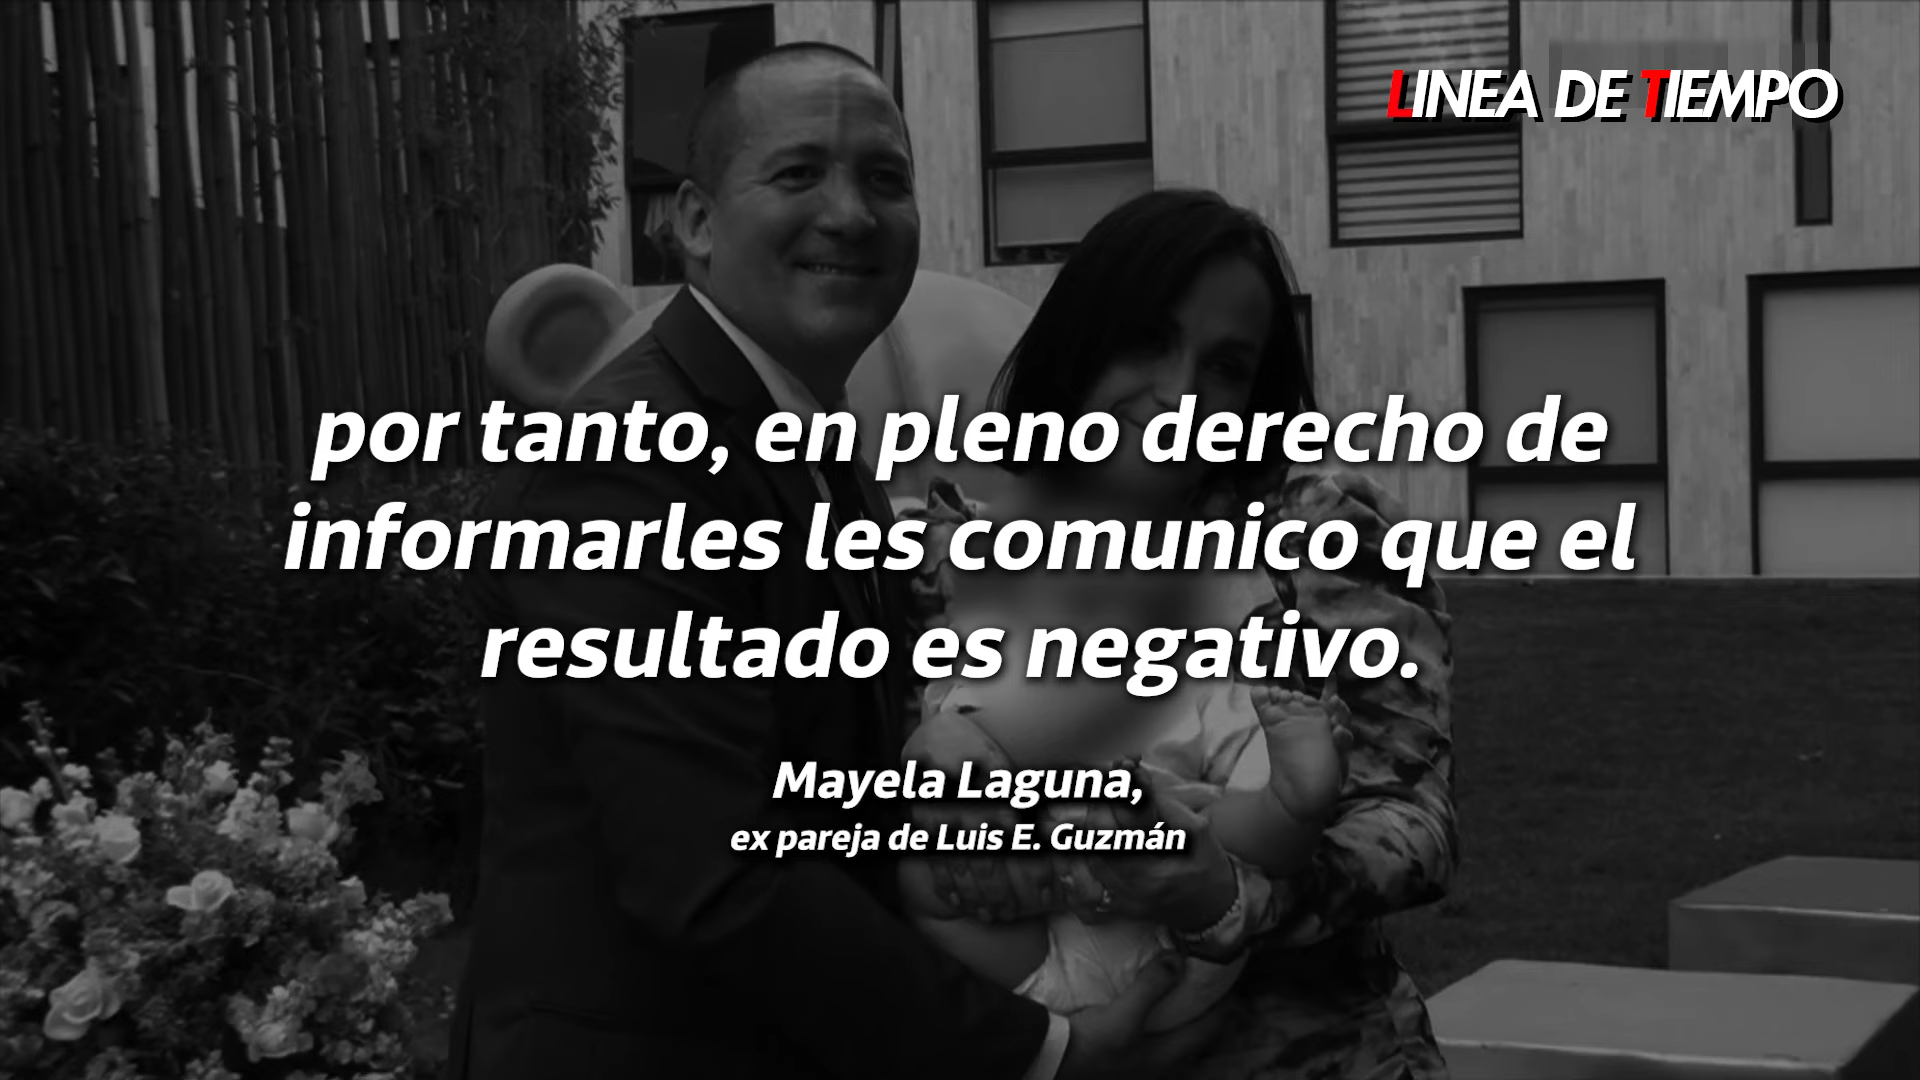 LINEA DE TIEMPO
por tanto, en pleno derecho de
informarles les comunico que el
resultado es negativo.
Mayela Laguna,
ex pareja de Luis E. Guzmán